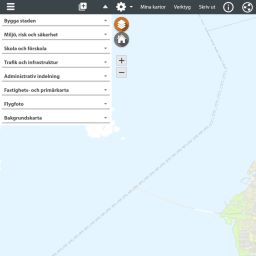 Mina kartor Verktyg Skriv ut
Bygga staden
Miljö, risk och säkerhet
Skola och förskola
Trafik och infrastruktur
Administrativ indelning
Fastighets- och primärkarta
Flygfoto
Bakgrundskarta